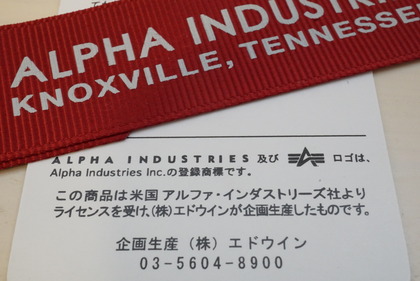 ALPHA INDUSTRIE
KNOXVILLE, TENNESSEE
ALPHA INDUSTRIES 及び ロゴは、
Alpha Industries Inc.の登録商標です。
この商品は米国 アルファ・インダストリーズ社より
ライセンスを受け、(株)エドウインが企画生産したものです。
企画生産(株)エドウイン
03-5604-8900